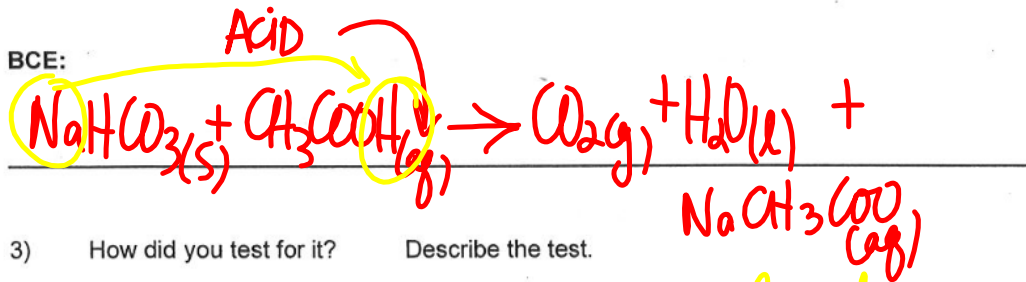 ACiD
BCE:
NaHCO₃(s) + CH₃COOH(aq) → CO₂(g) + H₂O(l) +
NaCH₃COO(aq)
3) How did you test for it? Describe the test.